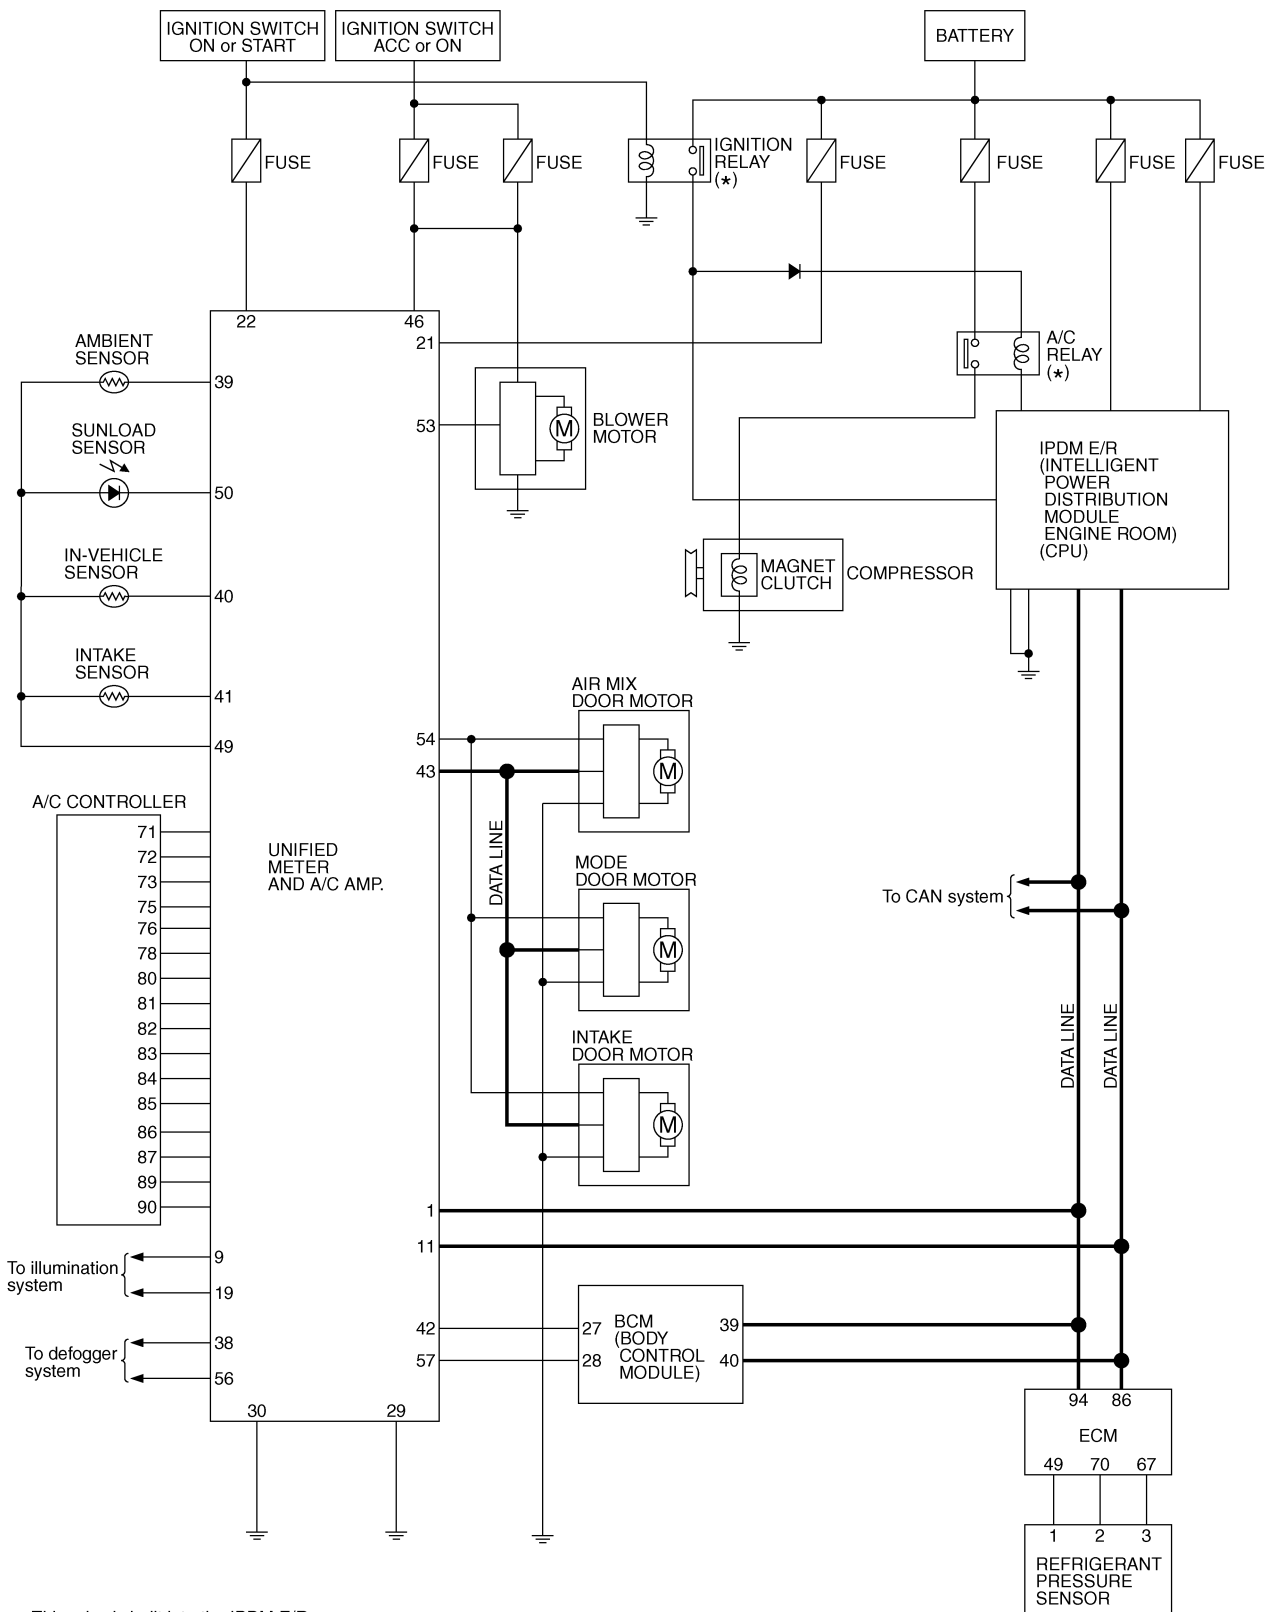 IGNITION SWITCH
ON or START
IGNITION SWITCH
ACC or ON
BATTERY
FUSE
FUSE
FUSE
IGNITION
RELAY
(*)
FUSE
FUSE
FUSE
FUSE
22
46
21
AMBIENT
SENSOR
39
A/C
RELAY
(*)
53
BLOWER
MOTOR
M
SUNLOAD
SENSOR
50
IPDM E/R
(INTELLIGENT
POWER
DISTRIBUTION
MODULE
ENGINE ROOM)
(CPU)
IN-VEHICLE
SENSOR
40
MAGNET
CLUTCH
COMPRESSOR
INTAKE
SENSOR
41
49
AIR MIX
DOOR MOTOR
54
43
M
A/C CONTROLLER
71
72
73
75
76
78
80
81
82
83
84
85
86
87
89
90
UNIFIED
METER
AND A/C AMP.
DATA LINE
MODE
DOOR MOTOR
M
To CAN system
INTAKE
DOOR MOTOR
M
DATA LINE
DATA LINE
1
11
To illumination
system
9
19
42
57
27
28
BCM
(BODY
CONTROL
MODULE)
39
40
To defogger
system
38
56
30
29
94
86
ECM
49
70
67
1
2
3
REFRIGERANT
PRESSURE
SENSOR